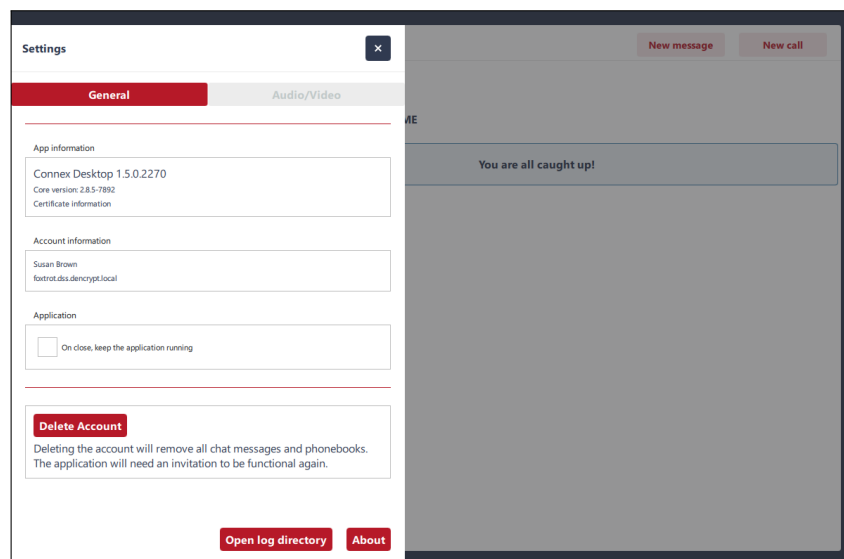 Settings
×
New message
New call
General
Audio/Video
ME
App information
You are all caught up!
Connex Desktop 1.5.0.2270
Core version: 2.8.5-7892
Certificate information
Account information
Susan Brown
foxtrot.dss.dencrypt.local
Application
On close, keep the application running
Delete Account
Deleting the account will remove all chat messages and phonebooks.
The application will need an invitation to be functional again.
Open log directory
About